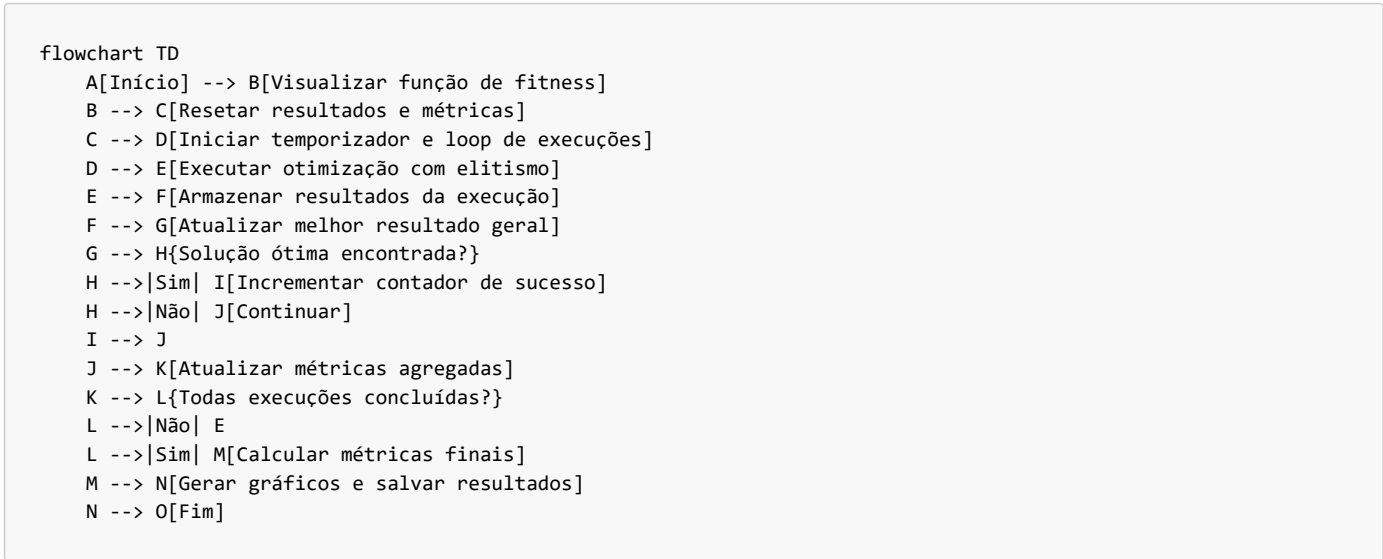 flowchart TD
    A[Início] --> B[Visualizar função de fitness]
    B --> C[Resetar resultados e métricas]
    C --> D[Iniciar temporizador e loop de execuções]
    D --> E[Executar otimização com elitismo]
    E --> F[Armazenar resultados da execução]
    F --> G[Atualizar melhor resultado geral]
    G --> H{Solução ótima encontrada?}
    H -->|Sim| I[Incrementar contador de sucesso]
    H -->|Não| J[Continuar]
    I --> J
    J --> K[Atualizar métricas agregadas]
    K --> L{Todas execuções concluídas?}
    L -->|Não| E
    L -->|Sim| M[Calcular métricas finais]
    M --> N[Gerar gráficos e salvar resultados]
    N --> O[Fim]